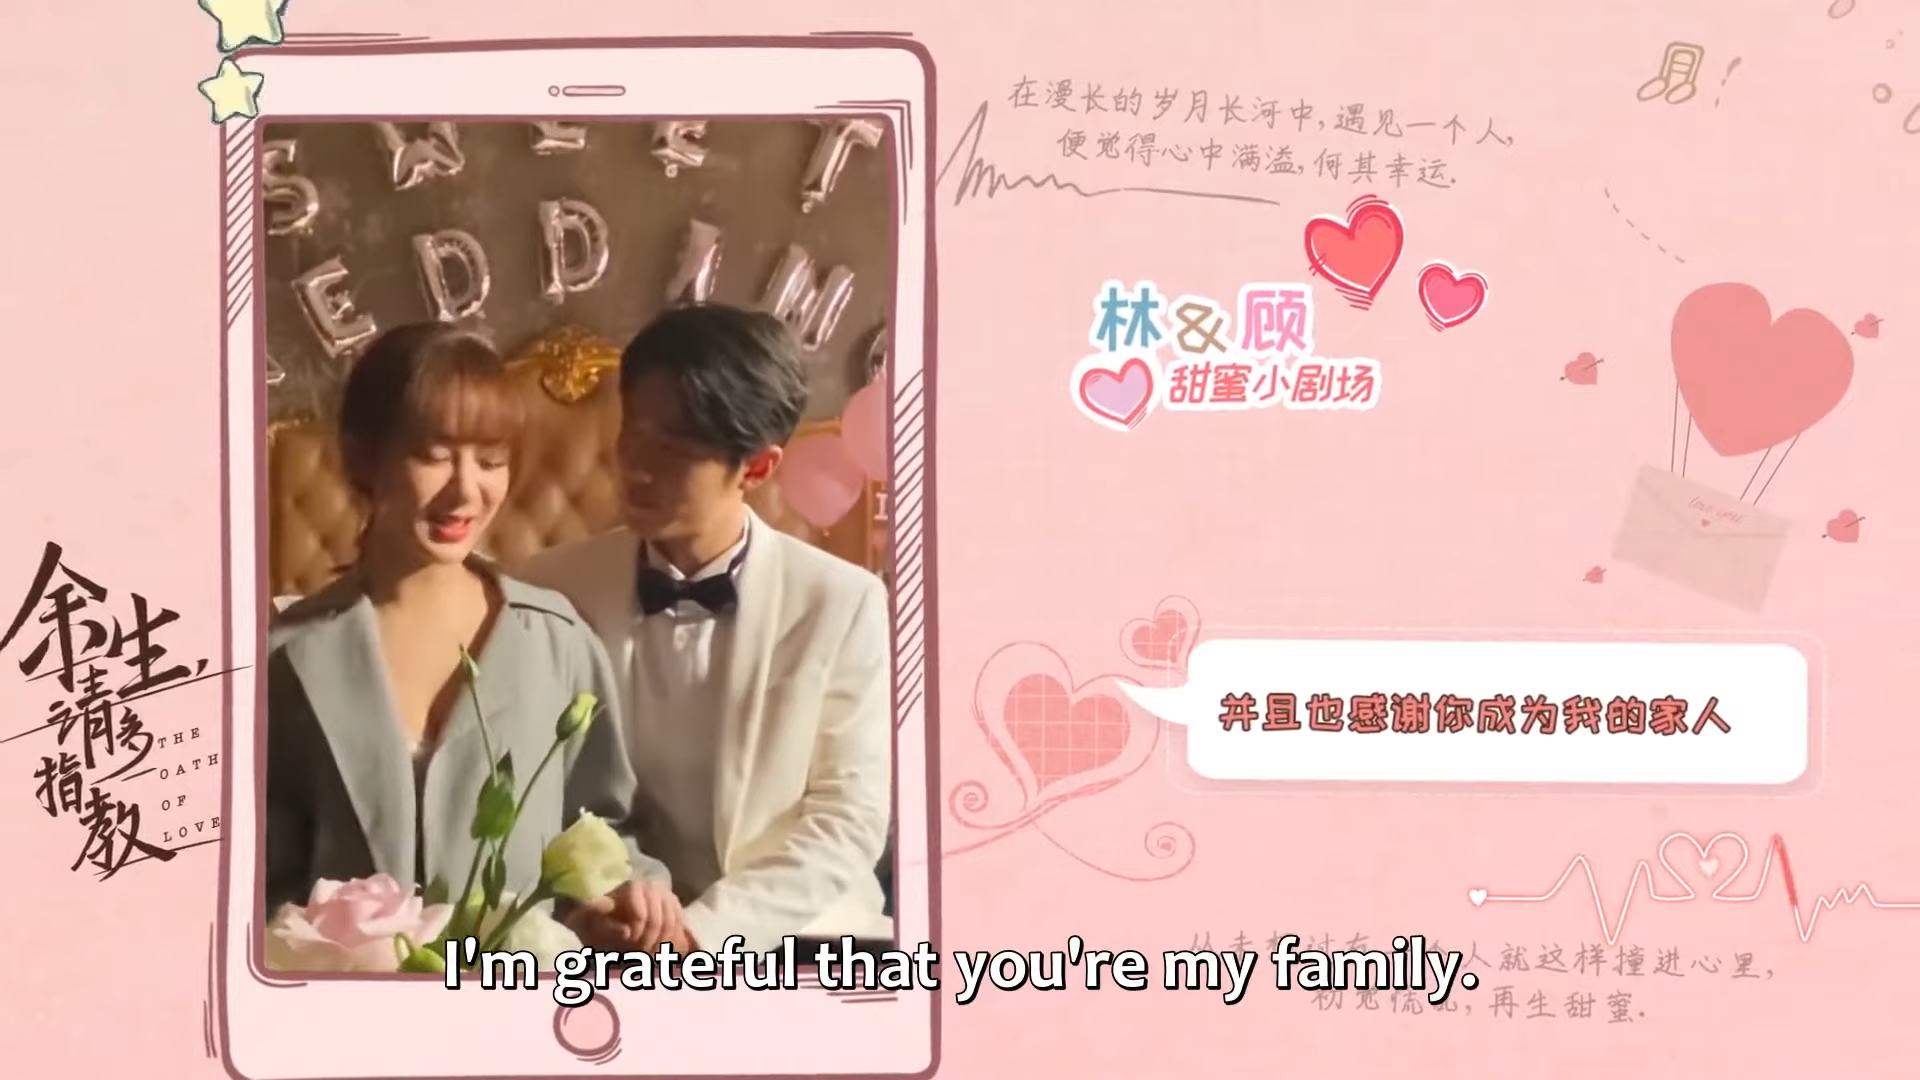 在漫长的岁月长河中,遇见一个人,
便觉得心中满溢,何其幸运.
SWEET
WEDDING
林&顾
甜蜜小剧场
余生,
请多
指教
THE
OATH
OF
LOVE
并且也感谢你成为我的家人
人就这样撞进心里,
再生甜蜜.
I'm grateful that you're my family.